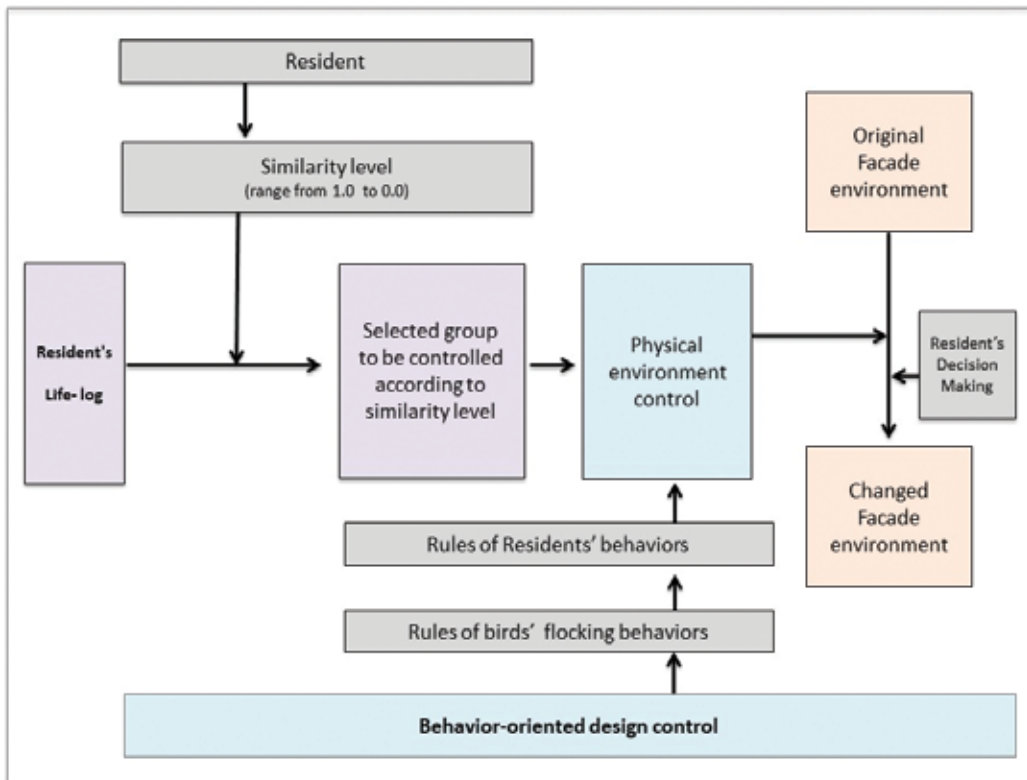 Resident
Similarity level
(range from 1.0 to 0.0)
Original
Facade
environment
Resident's
Life- log
Selected group
to be controlled
according to
similarity level
Physical
environment
control
Resident's
Decision
Making
Changed
Facade
environment
Rules of Residents' behaviors
Rules of birds' flocking behaviors
Behavior-oriented design control